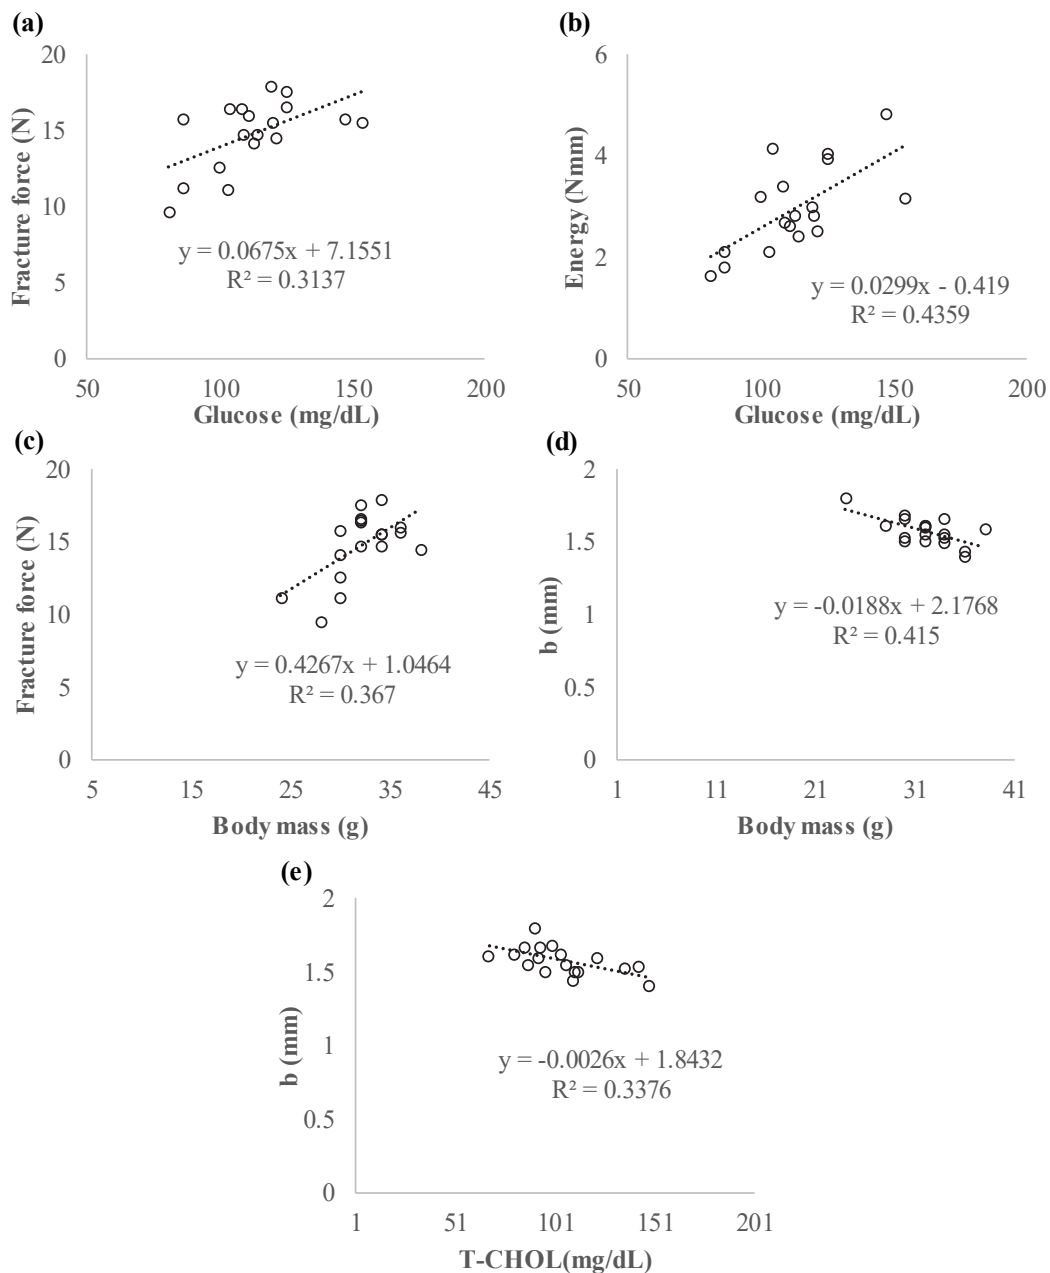 (a)
Fracture force (N)
20
15
10
5
0
y = 0.0675x + 7.1551
R² = 0.3137
50
100
150
200
Glucose (mg/dL)
(b)
Energy (Nmm)
6
4
2
0
y = 0.0299x - 0.419
R² = 0.4359
50
100
150
200
Glucose (mg/dL)
(c)
Fracture force (N)
20
15
10
5
0
y = 0.4267x + 1.0464
R² = 0.367
5
15
25
35
45
Body mass (g)
(d)
b (mm)
2
1.5
1
0.5
0
y = -0.0188x + 2.1768
R² = 0.415
1
11
21
31
41
Body mass (g)
(e)
b (mm)
2
1.5
1
0.5
0
y = -0.0026x + 1.8432
R² = 0.3376
1
51
101
151
201
T-CHOL(mg/dL)